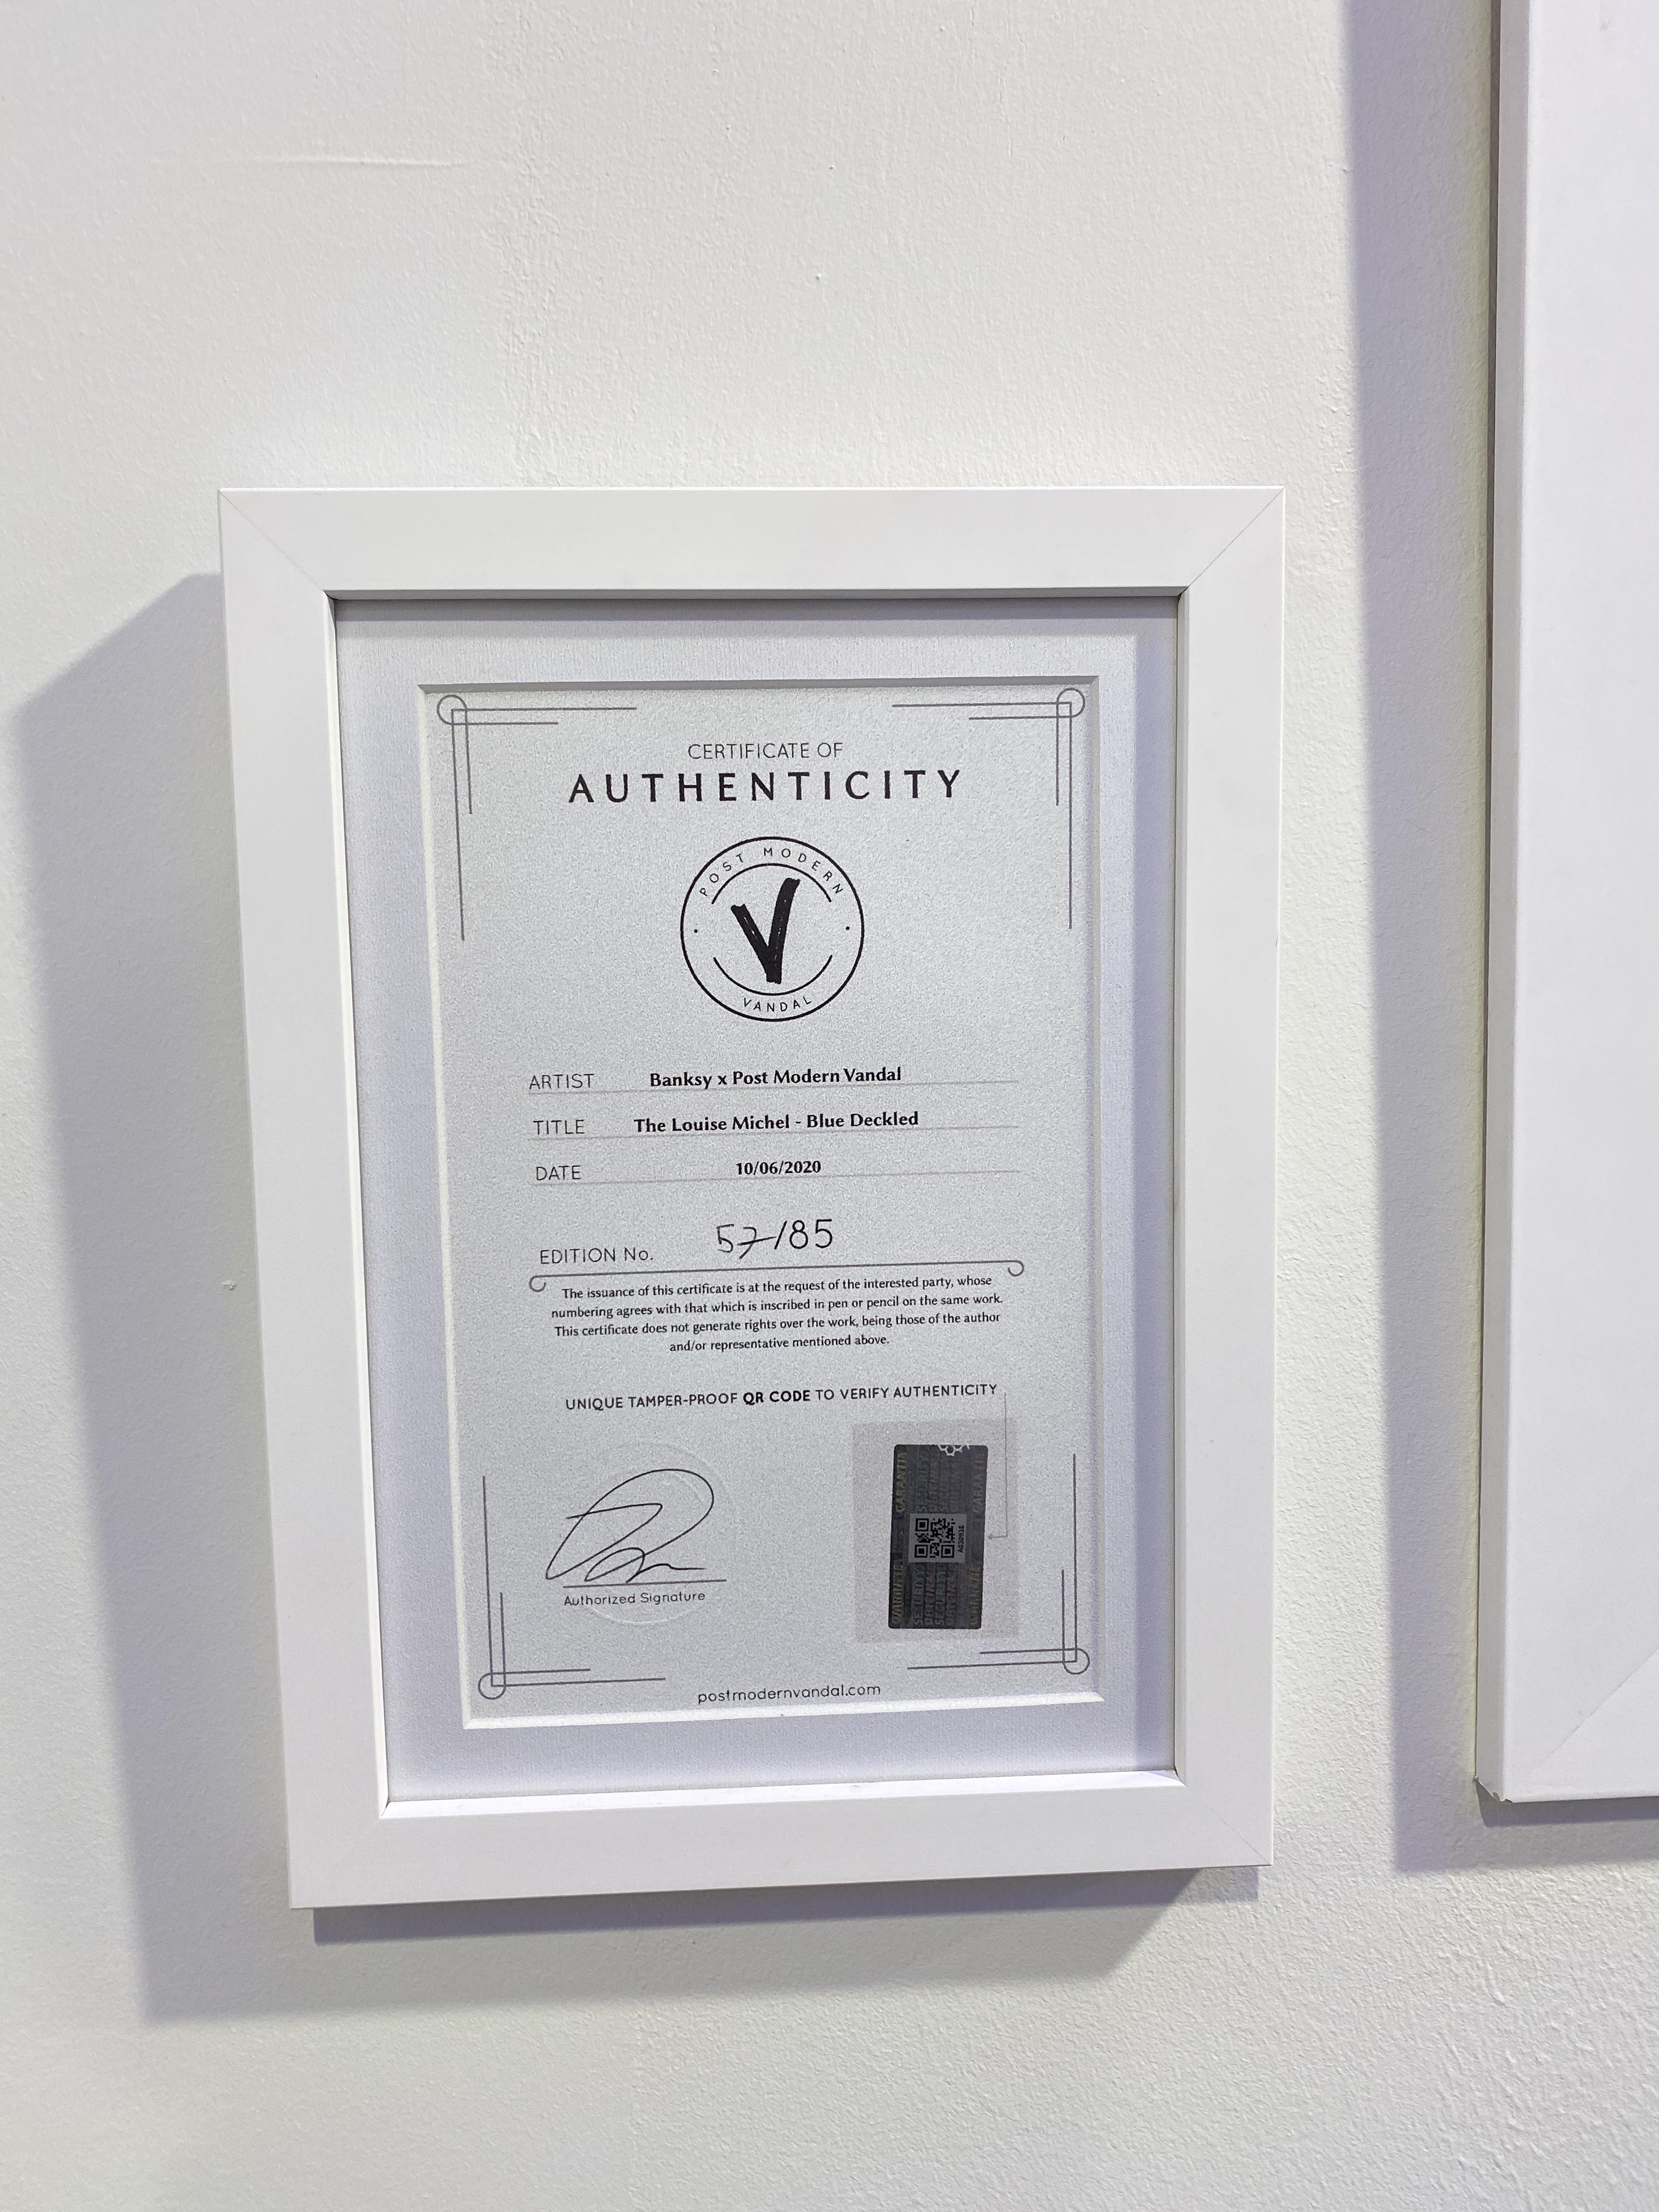 CERTIFICATE OF
AUTHENTICITY
POST MODERN
V
VANDAL
ARTIST Banksy x Post Modern Vandal
TITLE The Louise Michel - Blue Deckled
DATE 10/06/2020
EDITION No. 57/85
The issuance of this certificate is at the request of the interested party, whose
numbering agrees with that which is inscribed in pen or pencil on the same work.
This certificate does not generate rights over the work, being those of the author
and/or representative mentioned above.
UNIQUE TAMPER-PROOF QR CODE TO VERIFY AUTHENTICITY
Authorized Signature
postmodernvandal.com